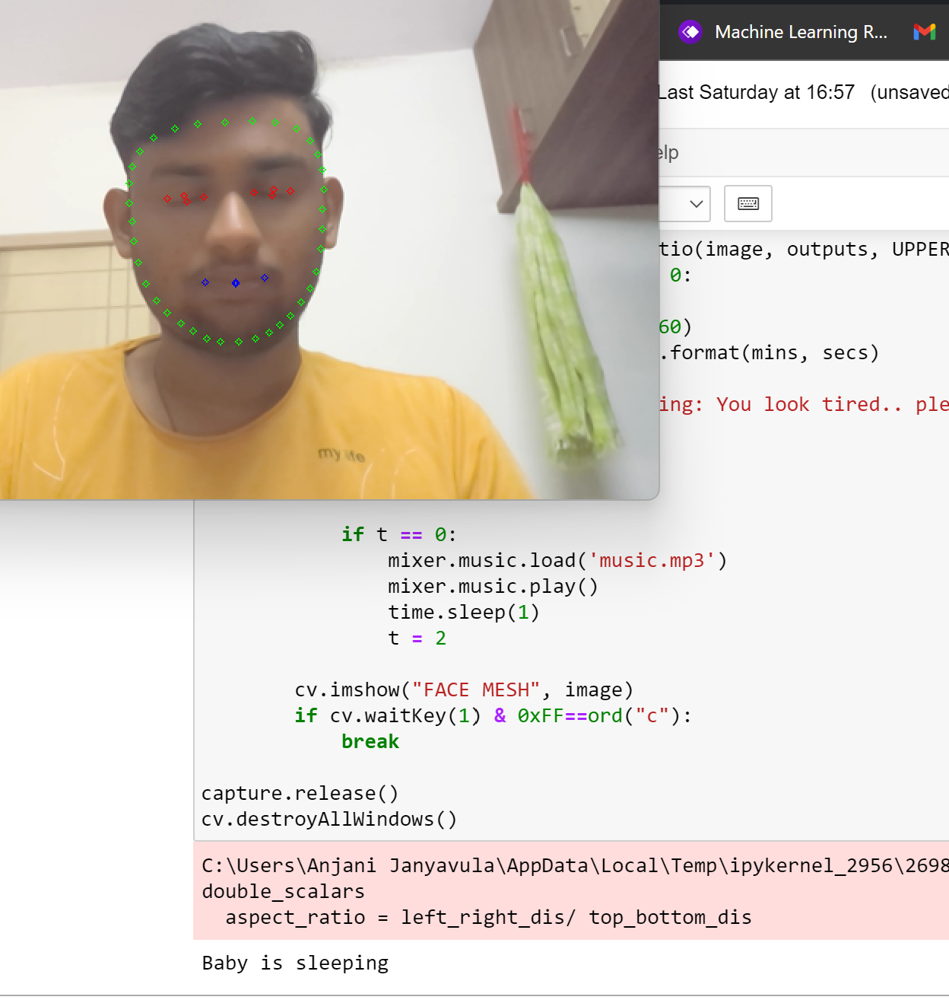 Machine Learning R...
Last Saturday at 16:57 (unsaved
elp
tio(image, outputs, UPPER
0:
60)
.format(mins, secs)
ing: You look tired.. ple
my life
if t == 0:
mixer.music.load('music.mp3')
mixer.music.play()
time.sleep(1)
t = 2
cv.imshow("FACE MESH", image)
if cv.waitKey(1) & 0xFF==ord("c"):
break
capture.release()
cv.destroyAllWindows()
C:\Users\Anjani Janyavula\AppData\Local\Temp\ipykernel_2956\2698
double_scalars
aspect_ratio = left_right_dis/ top_bottom_dis
Baby is sleeping